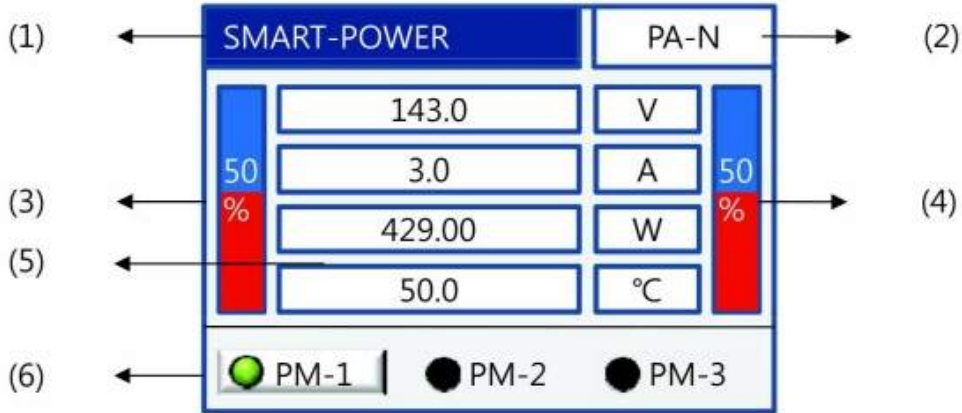 (1) SMART-POWER PA-N (2)
143.0 V
50 3.0 A 50
(3) % % (4)
429.00 W
(5)
50.0 ℃
(6) PM-1 PM-2 PM-3